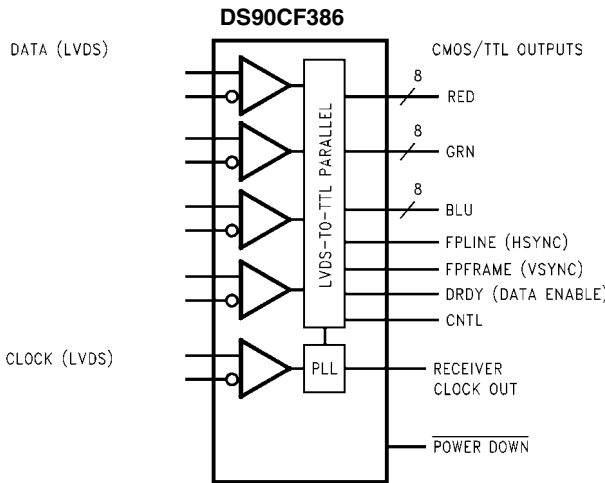 DS90CF386
DATA (LVDS)
CMOS/TTL OUTPUTS
8
RED
8
GRN
8
BLU
LVDS-TO-TTL PARALLEL
FPLINE (HSYNC)
FPFRAME (VSYNC)
DRDY (DATA ENABLE)
CNTL
CLOCK (LVDS)
PLL
RECEIVER
CLOCK OUT
POWER DOWN